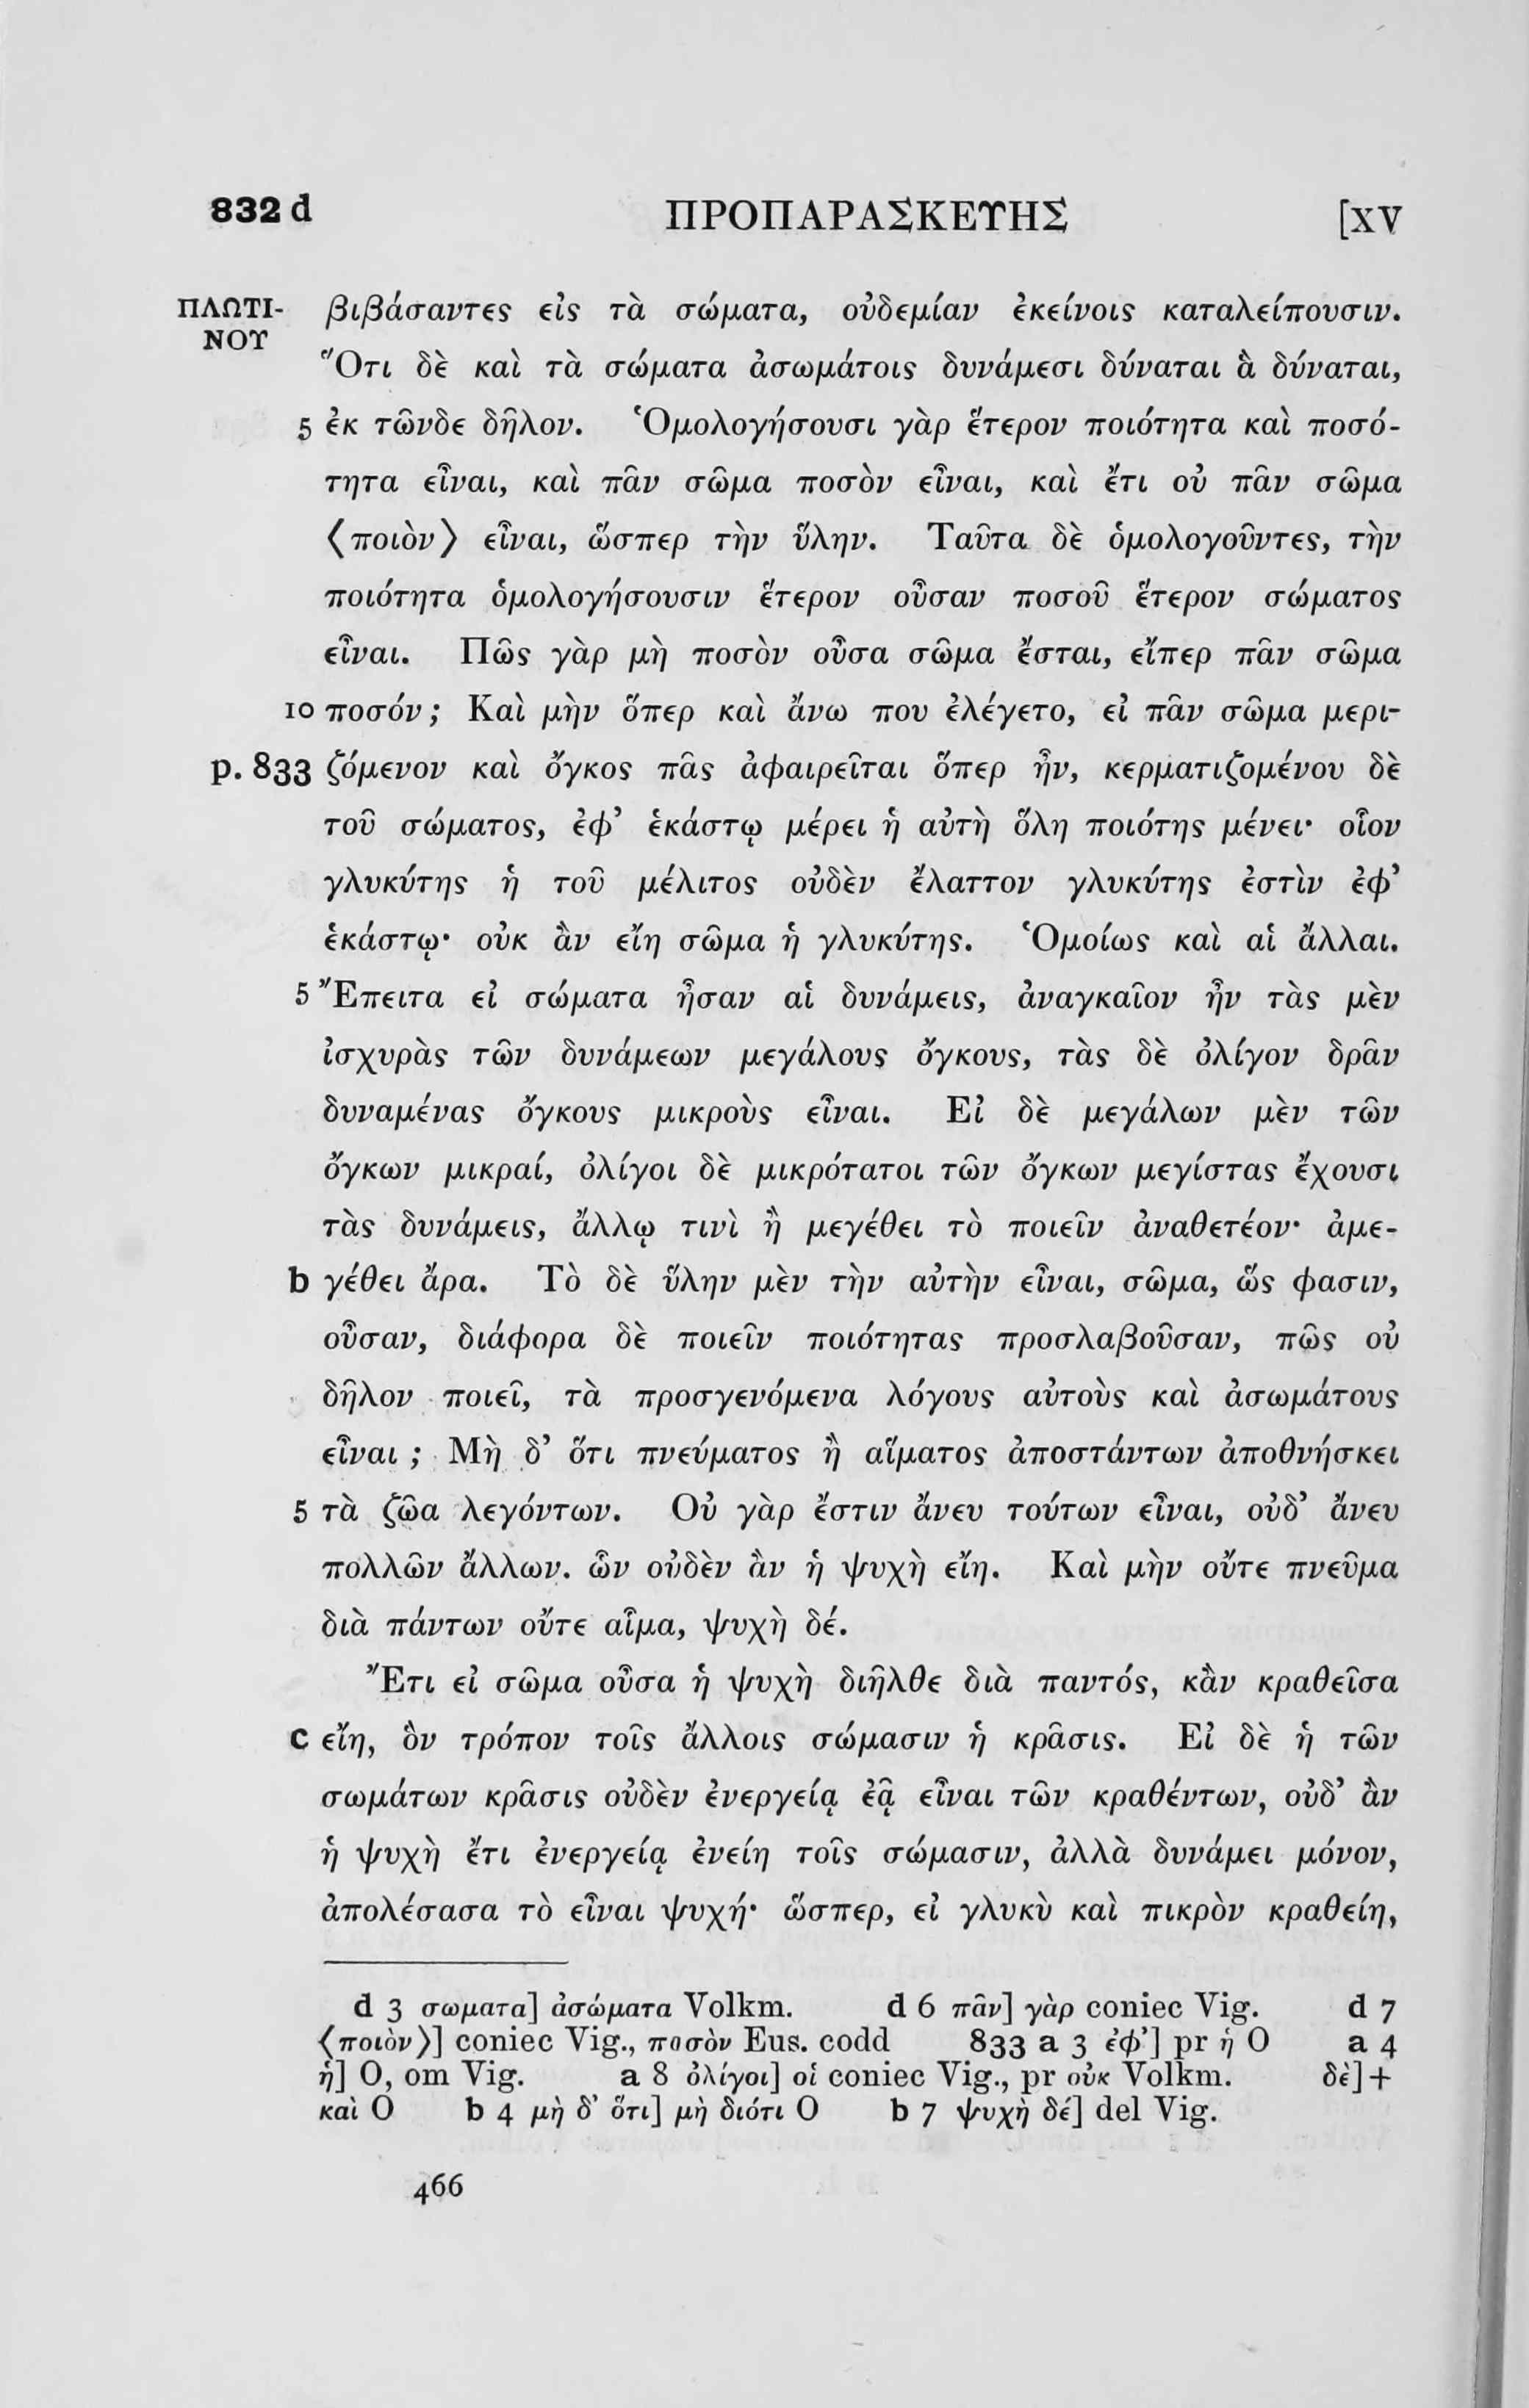 832 d ΠΡΟΠΑΡΑΣΚΕΥΗΣ [XV
ΠΛΩΤΙ- βιβάσαντες εἰς τὰ σώματα, οὐδεμίαν ἐκείνοις καταλείπουσιν.
ΝΟΥ
Ὅτι δὲ καὶ τὰ σώματα ἀσωμάτοις δυνάμεσι δύναται ἃ δύναται,
5 ἐκ τῶνδε δῆλον. Ὁμολογήσουσι γὰρ ἕτερον ποιότητα καὶ ποσό-
τητα εἶναι, καὶ πᾶν σῶμα ποσὸν εἶναι, καὶ ἔτι οὐ πᾶν σῶμα
⟨ποιὸν⟩ εἶναι, ὥσπερ τὴν ὕλην. Ταῦτα δὲ ὁμολογοῦντες, τὴν
ποιότητα ὁμολογήσουσιν ἕτερον οὖσαν ποσοῦ ἕτερον σώματος
εἶναι. Πῶς γὰρ μὴ ποσὸν οὖσα σῶμα ἔσται, εἴπερ πᾶν σῶμα
10 ποσόν; Καὶ μὴν ὅπερ καὶ ἄνω που ἐλέγετο, εἰ πᾶν σῶμα μερι-
p. 833 ζόμενον καὶ ὄγκος πᾶς ἀφαιρεῖται ὅπερ ἦν, κερματιζομένου δὲ
τοῦ σώματος, ἐφ’ ἑκάστῳ μέρει ἡ αὐτὴ ὅλη ποιότης μένει· οἷον
γλυκύτης ἡ τοῦ μέλιτος οὐδὲν ἔλαττον γλυκύτης ἐστὶν ἐφ’
ἑκάστῳ· οὐκ ἂν εἴη σῶμα ἡ γλυκύτης. Ὁμοίως καὶ αἱ ἄλλαι.
5 Ἔπειτα εἰ σώματα ἦσαν αἱ δυνάμεις, ἀναγκαῖον ἦν τὰς μὲν
ἰσχυρὰς τῶν δυνάμεων μεγάλους ὄγκους, τὰς δὲ ὀλίγον δρᾶν
δυναμένας ὄγκους μικροὺς εἶναι. Εἰ δὲ μεγάλων μὲν τῶν
ὄγκων μικραί, ὀλίγοι δὲ μικρότατοι τῶν ὄγκων μεγίστας ἔχουσι
τὰς δυνάμεις, ἄλλῳ τινὶ ἢ μεγέθει τὸ ποιεῖν ἀναθετέον· ἀμε-
b γέθει ἄρα. Τὸ δὲ ὕλην μὲν τὴν αὐτὴν εἶναι, σῶμα, ὥς φασιν,
οὖσαν, διάφορα δὲ ποιεῖν ποιότητας προσλαβοῦσαν, πῶς οὐ
δῆλον ποιεῖ, τὰ προσγενόμενα λόγους αὐτοὺς καὶ ἀσωμάτους
εἶναι ; Μὴ δ’ ὅτι πνεύματος ἢ αἵματος ἀποστάντων ἀποθνήσκει
5 τὰ ζῶα λεγόντων. Οὐ γὰρ ἔστιν ἄνευ τούτων εἶναι, οὐδ’ ἄνευ
πολλῶν ἄλλων. ὧν οὐδὲν ἂν ἡ ψυχὴ εἴη. Καὶ μὴν οὔτε πνεῦμα
διὰ πάντων οὔτε αἷμα, ψυχὴ δέ.
Ἔτι εἰ σῶμα οὖσα ἡ ψυχὴ διῆλθε διὰ παντός, κἂν κραθεῖσα
c εἴη, ὃν τρόπον τοῖς ἄλλοις σώμασιν ἡ κρᾶσις. Εἰ δὲ ἡ τῶν
σωμάτων κρᾶσις οὐδὲν ἐνεργείᾳ ἐᾷ εἶναι τῶν κραθέντων, οὐδ’ ἂν
ἡ ψυχὴ ἔτι ἐνεργείᾳ ἐνείη τοῖς σώμασιν, ἀλλὰ δυνάμει μόνον,
ἀπολέσασα τὸ εἶναι ψυχή· ὥσπερ, εἰ γλυκὺ καὶ πικρὸν κραθείη,
d 3 σωματα] ἀσώματα Volkm. d 6 πᾶν] γὰρ coniec Vig. d 7
⟨ποιὸν⟩] coniec Vig., ποσὸν Eus. codd 833 a 3 ἐφ’] pr ἡ O a 4
ἡ] O, om Vig. a 8 ὀλίγοι] οἱ coniec Vig., pr οὐκ Volkm. δὲ]+
καὶ O b 4 μὴ δ’ ὅτι] μὴ διότι O b 7 ψυχὴ δέ] del Vig.
466